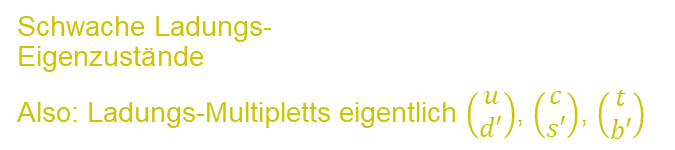 Schwache Ladungs-
Eigenzustände
Also: Ladungs-Multipletts eigentlich (u d′), (c s′), (t b′)